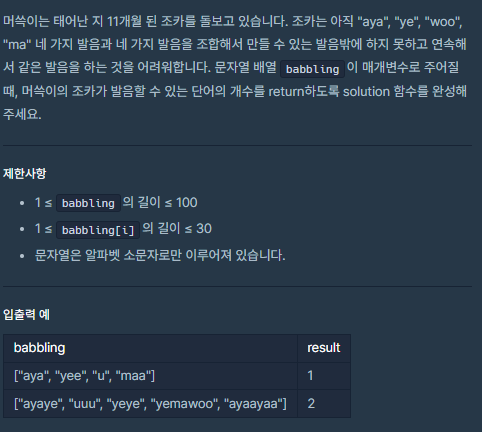 머쓱이는 태어난 지 11개월 된 조카를 돌보고 있습니다. 조카는 아직 "aya", "ye", "woo",
"ma" 네 가지 발음과 네 가지 발음을 조합해서 만들 수 있는 발음밖에 하지 못하고 연속해
서 같은 발음을 하는 것을 어려워합니다. 문자열 배열 babbling 이 매개변수로 주어질
때, 머쓱이의 조카가 발음할 수 있는 단어의 개수를 return하도록 solution 함수를 완성해
주세요.
제한사항
• 1 ≤ babbling 의 길이 ≤ 100
• 1 ≤ babbling[i] 의 길이 ≤ 30
• 문자열은 알파벳 소문자로만 이루어져 있습니다.
입출력 예
babbling result
["aya", "yee", "u", "maa"] 1
["ayaye", "uuu", "yeye", "yemawoo", "ayaayaa"] 2